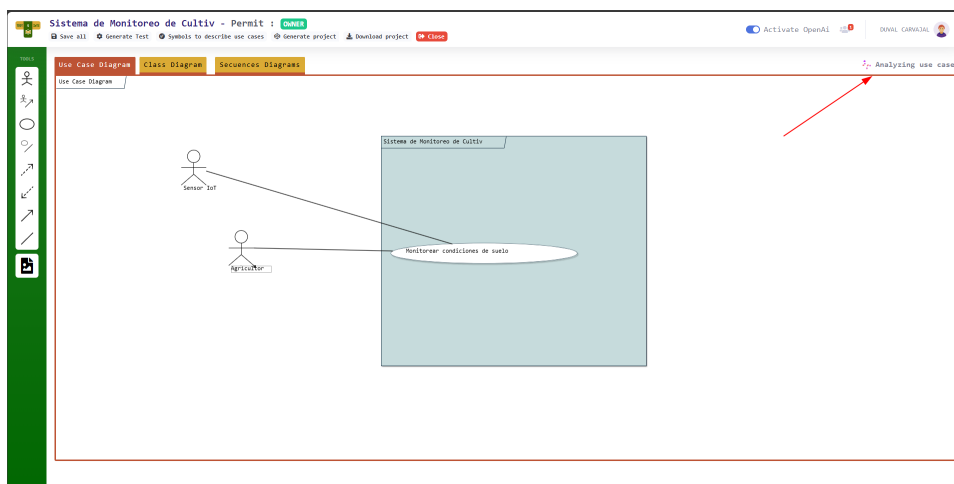 Sistema de Monitoreo de Cultiv - Permit : OWNER
Save all Generate Test Symbols to describe use cases Generate project Download project Close
Activate OpenAi
DUVAL CARVAJAL
TOOLS
Use Case Diagram Class Diagram Secuences Diagrams
Analyzing use case
Use Case Diagram
Sistema de Monitoreo de Cultiv
Sensor IoT
Monitorear condiciones de suelo
Agricultor